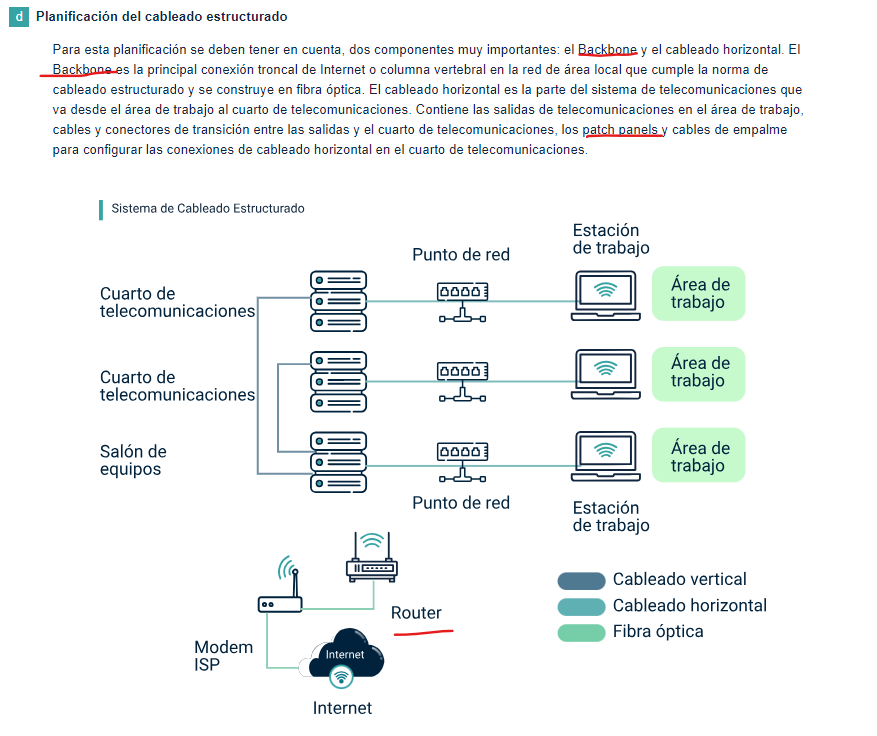 d Planificación del cableado estructurado
Para esta planificación se deben tener en cuenta, dos componentes muy importantes: el Backbone y el cableado horizontal. El
Backbone es la principal conexión troncal de Internet o columna vertebral en la red de área local que cumple la norma de
cableado estructurado y se construye en fibra óptica. El cableado horizontal es la parte del sistema de telecomunicaciones que
va desde el área de trabajo al cuarto de telecomunicaciones. Contiene las salidas de telecomunicaciones en el área de trabajo,
cables y conectores de transición entre las salidas y el cuarto de telecomunicaciones, los patch panels y cables de empalme
para configurar las conexiones de cableado horizontal en el cuarto de telecomunicaciones.
Sistema de Cableado Estructurado
Estación
de trabajo
Punto de red
Cuarto de
telecomunicaciones
Área de
trabajo
Cuarto de
telecomunicaciones
Área de
trabajo
Salón de
equipos
Área de
trabajo
Punto de red
Estación
de trabajo
Router
Modem
ISP
Internet
Internet
Cableado vertical
Cableado horizontal
Fibra óptica